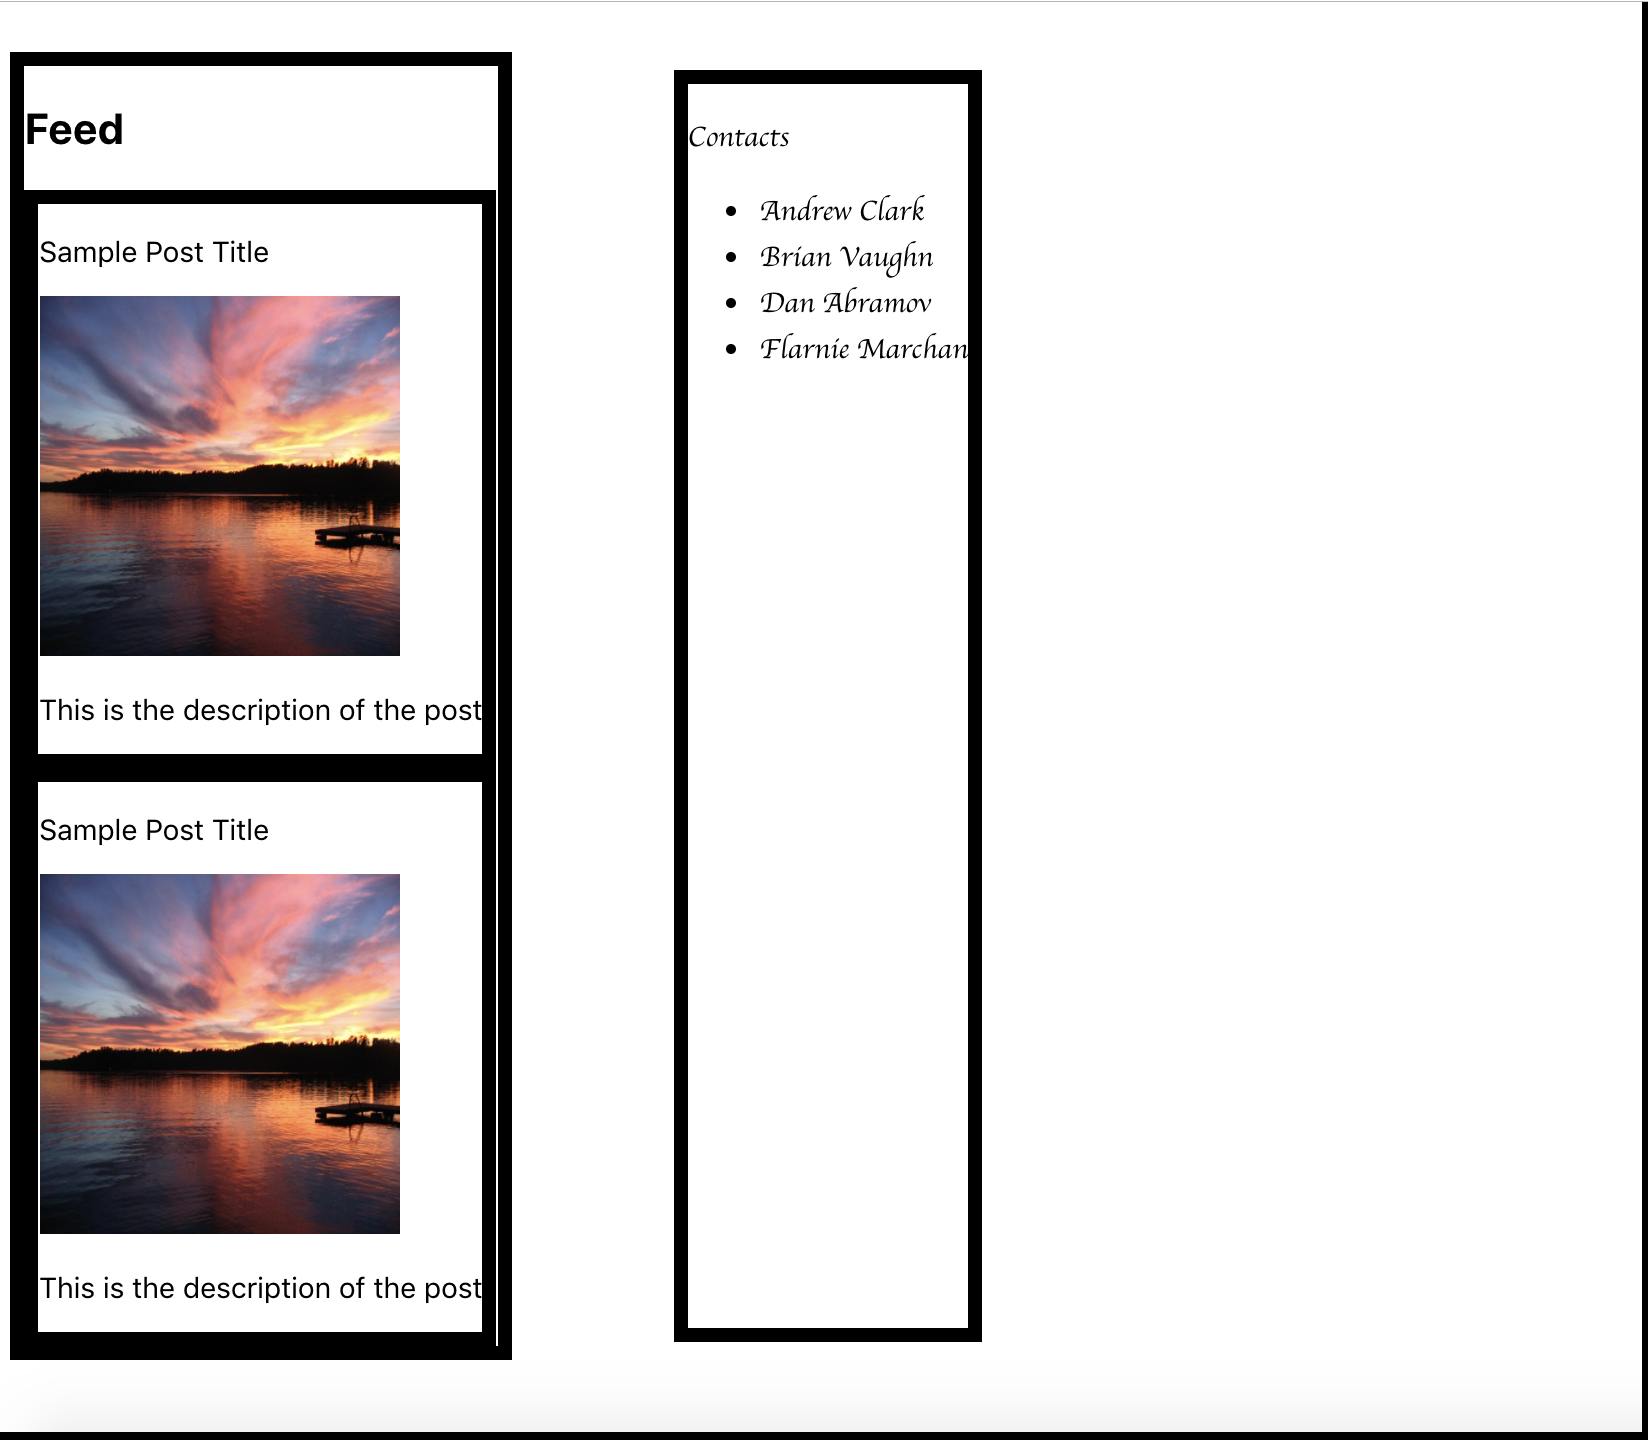 Feed
Sample Post Title
This is the description of the post
Sample Post Title
This is the description of the post
Contacts
Andrew Clark
Brian Vaughn
Dan Abramov
Flarnie Marchan